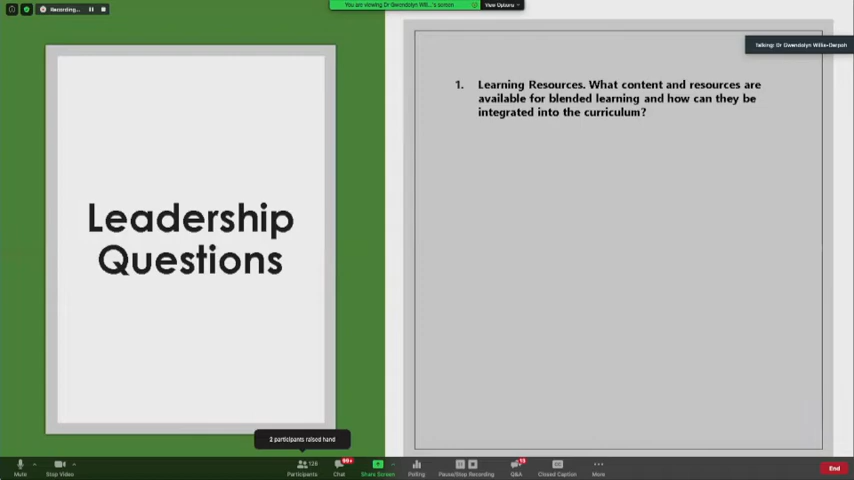 Recording...
You are viewing Dr Gwendolyn Will...'s screen
View Options
Talking: Dr Gwendolyn Willis-Darpoh
1. Learning Resources. What content and resources are
available for blended learning and how can they be
integrated into the curriculum?
Leadership
Questions
2 participants raised hand
Mute
Stop Video
Participants
128
Chat
99+
Share Screen
Polling
Pause/Stop Recording
Q&A
Closed Caption
More
End